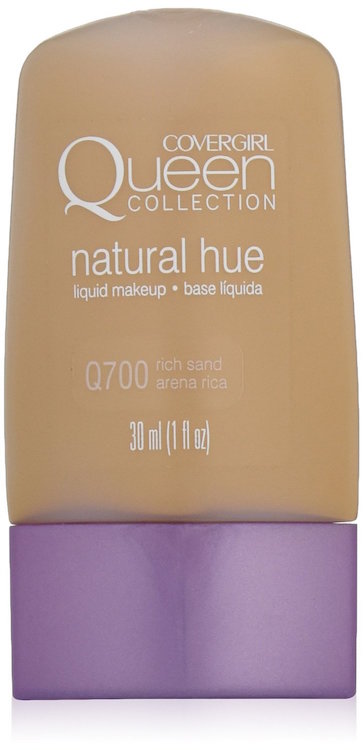 COVERGIRL
Queen
COLLECTION
natural hue
liquid makeup • base líquida
Q700 rich sand
arena rica
30 ml (1 fl oz)